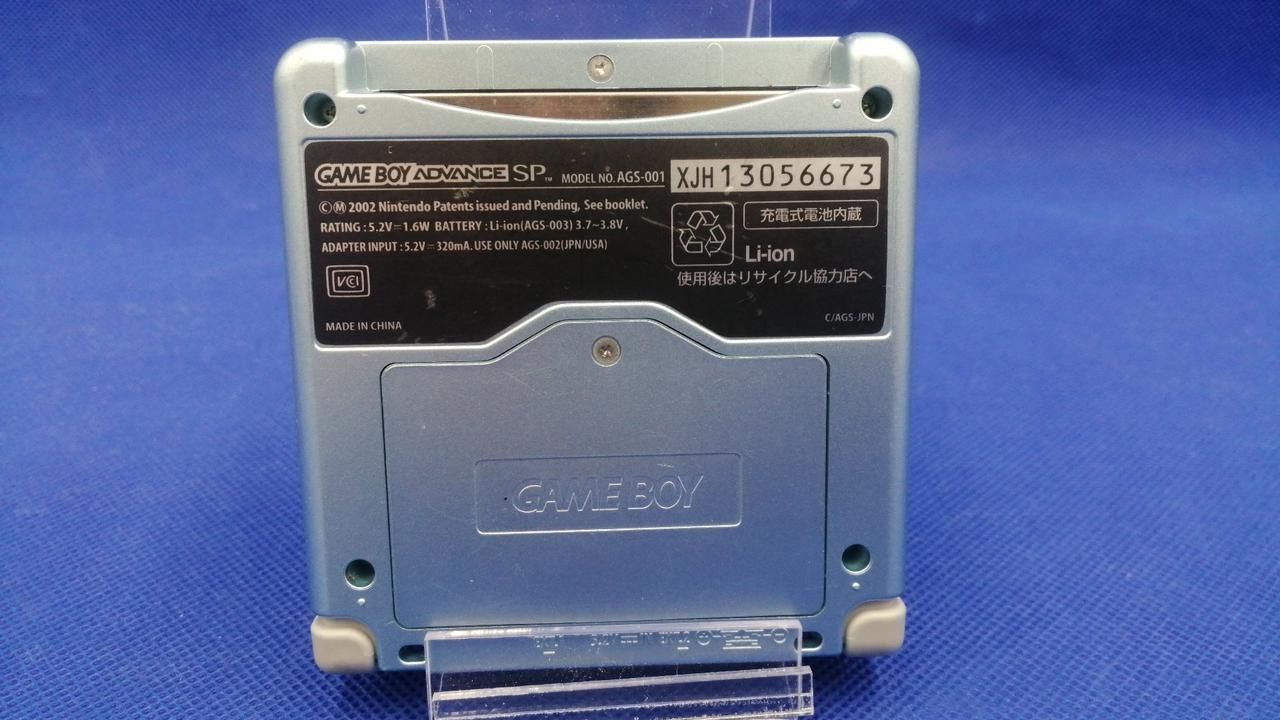 GAME BOY ADVANCE SP™ MODEL NO. AGS-001 XJH13056673
©Ⓜ 2002 Nintendo Patents issued and Pending, See booklet.
RATING : 5.2V⎓1.6W BATTERY : Li-ion(AGS-003) 3.7~3.8V,
ADAPTER INPUT : 5.2V⎓320mA. USE ONLY AGS-002(JPN/USA)
VCI
MADE IN CHINA
充電式電池内蔵
Li-ion
使用後はリサイクル協力店へ
C/AGS-JPN
GAME BOY
EXT.2